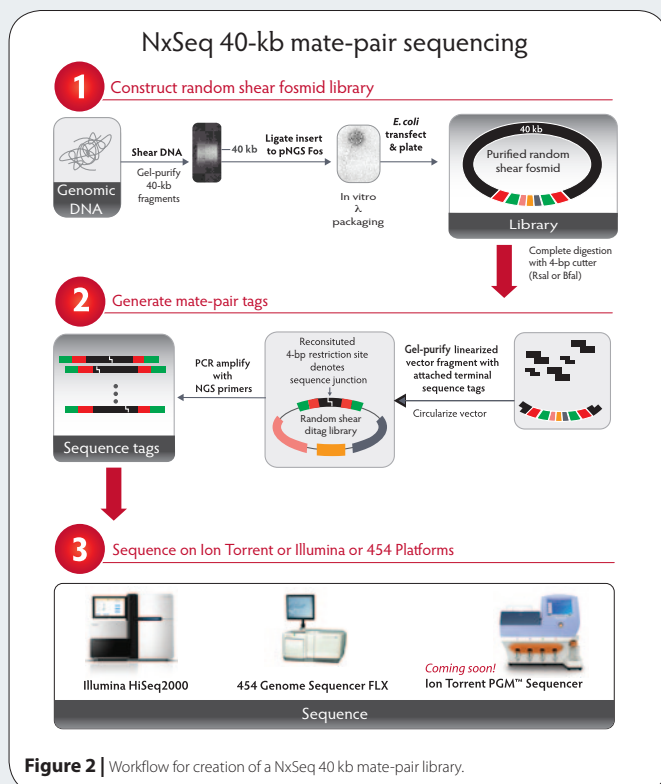 NxSeq 40-kb mate-pair sequencing
1
Construct random shear fosmid library
Genomic
DNA
Shear DNA
Gel-purify
40-kb
fragments
40 kb
Ligate insert
to pNGS Fos
In vitro
λ
packaging
E. coli
transfect
& plate
40 kb
Purified random
shear fosmid
Library
Complete digestion
with 4-bp cutter
(RsaI or BfaI)
2
Generate mate-pair tags
Sequence tags
PCR amplify
with
NGS primers
Reconsituted
4-bp restriction site
denotes
sequence junction
Random shear
ditag library
Gel-purify linearized
vector fragment with
attached terminal
sequence tags
Circularize vector
3
Sequence on Ion Torrent or Illumina or 454 Platforms
Illumina HiSeq2000
454 Genome Sequencer FLX
Coming soon!
Ion Torrent PGM™ Sequencer
Sequence
Figure 2 | Workflow for creation of a NxSeq 40 kb mate-pair library.